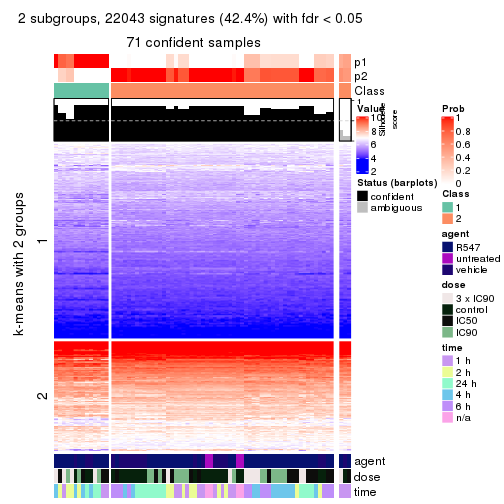 2 subgroups, 22043 signatures (42.4%) with fdr < 0.05
71 confident samples
p1
p2
Class
1
Silhouette
score
k-means with 2 groups
1
2
agent
dose
time
Value
10
8
6
4
2
Status (barplots)
confident
ambiguous
Prob
1
0.8
0.6
0.4
0.2
0
Class
1
2
agent
R547
untreated
vehicle
dose
3 x IC90
control
IC50
IC90
time
1 h
2 h
24 h
4 h
6 h
n/a